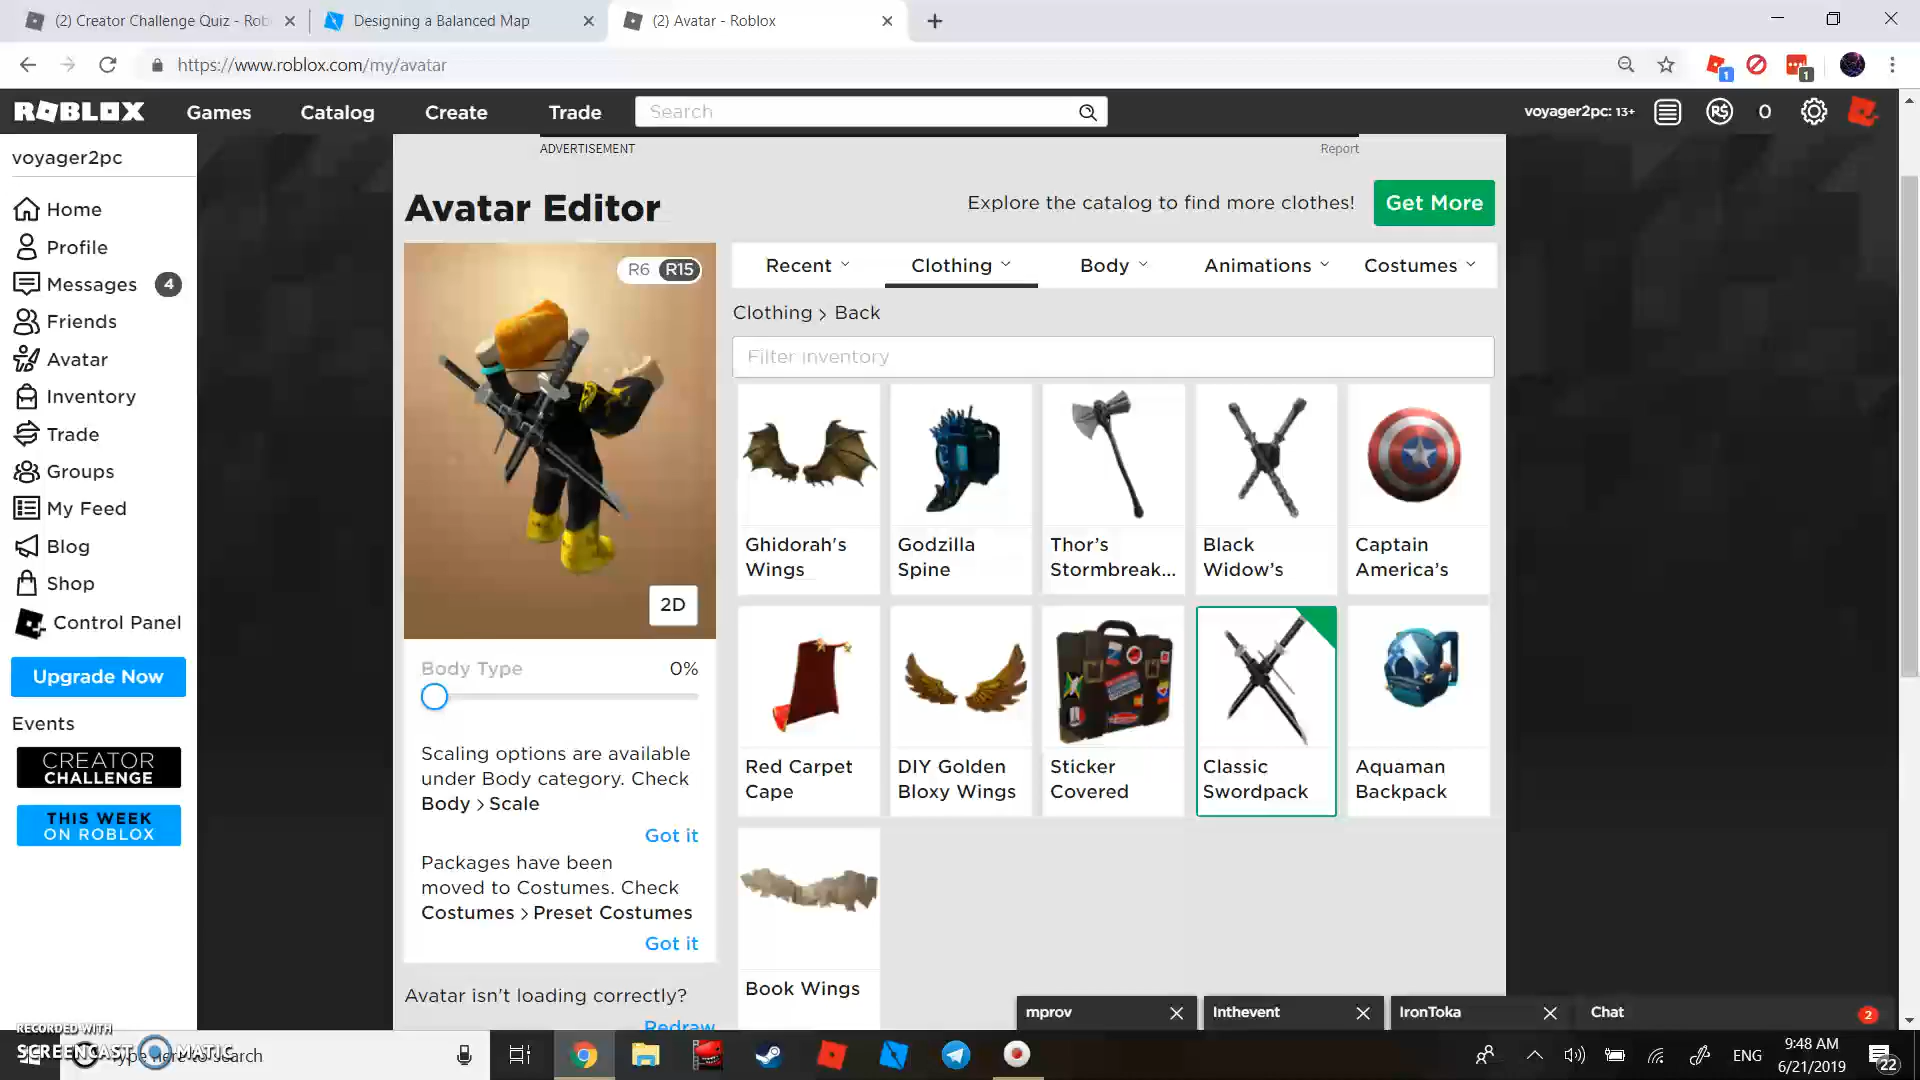 (2) Creator Challenge Quiz - Rob
Designing a Balanced Map
(2) Avatar - Roblox
https://www.roblox.com/my/avatar
1
1
ROBLOX
Games
Catalog
Create
Trade
Search
voyager2pc: 13+
R$
0
ADVERTISEMENT
Report
voyager2pc
Home
Profile
Messages
4
Friends
Avatar
Inventory
Trade
Groups
My Feed
Blog
Shop
Control Panel
Upgrade Now
Events
CREATOR
CHALLENGE
THIS WEEK
ON ROBLOX
Avatar Editor
Explore the catalog to find more clothes!
Get More
R6
R15
2D
Body Type
0%
Scaling options are available
under Body category. Check
Body > Scale
Got it
Packages have been
moved to Costumes. Check
Costumes > Preset Costumes
Got it
Avatar isn't loading correctly?
Redraw
Recent
Clothing
Body
Animations
Costumes
Clothing > Back
Filter inventory
Ghidorah's
Wings
Godzilla
Spine
Thor's
Stormbreak...
Black
Widow's
Captain
America's
Red Carpet
Cape
DIY Golden
Bloxy Wings
Sticker
Covered
Classic
Swordpack
Aquaman
Backpack
Book Wings
mprov
Inthevent
IronToka
Chat
2
RECORDED WITH
SCREENCAST MATIC
Type here to search
ENG
9:48 AM
6/21/2019
22